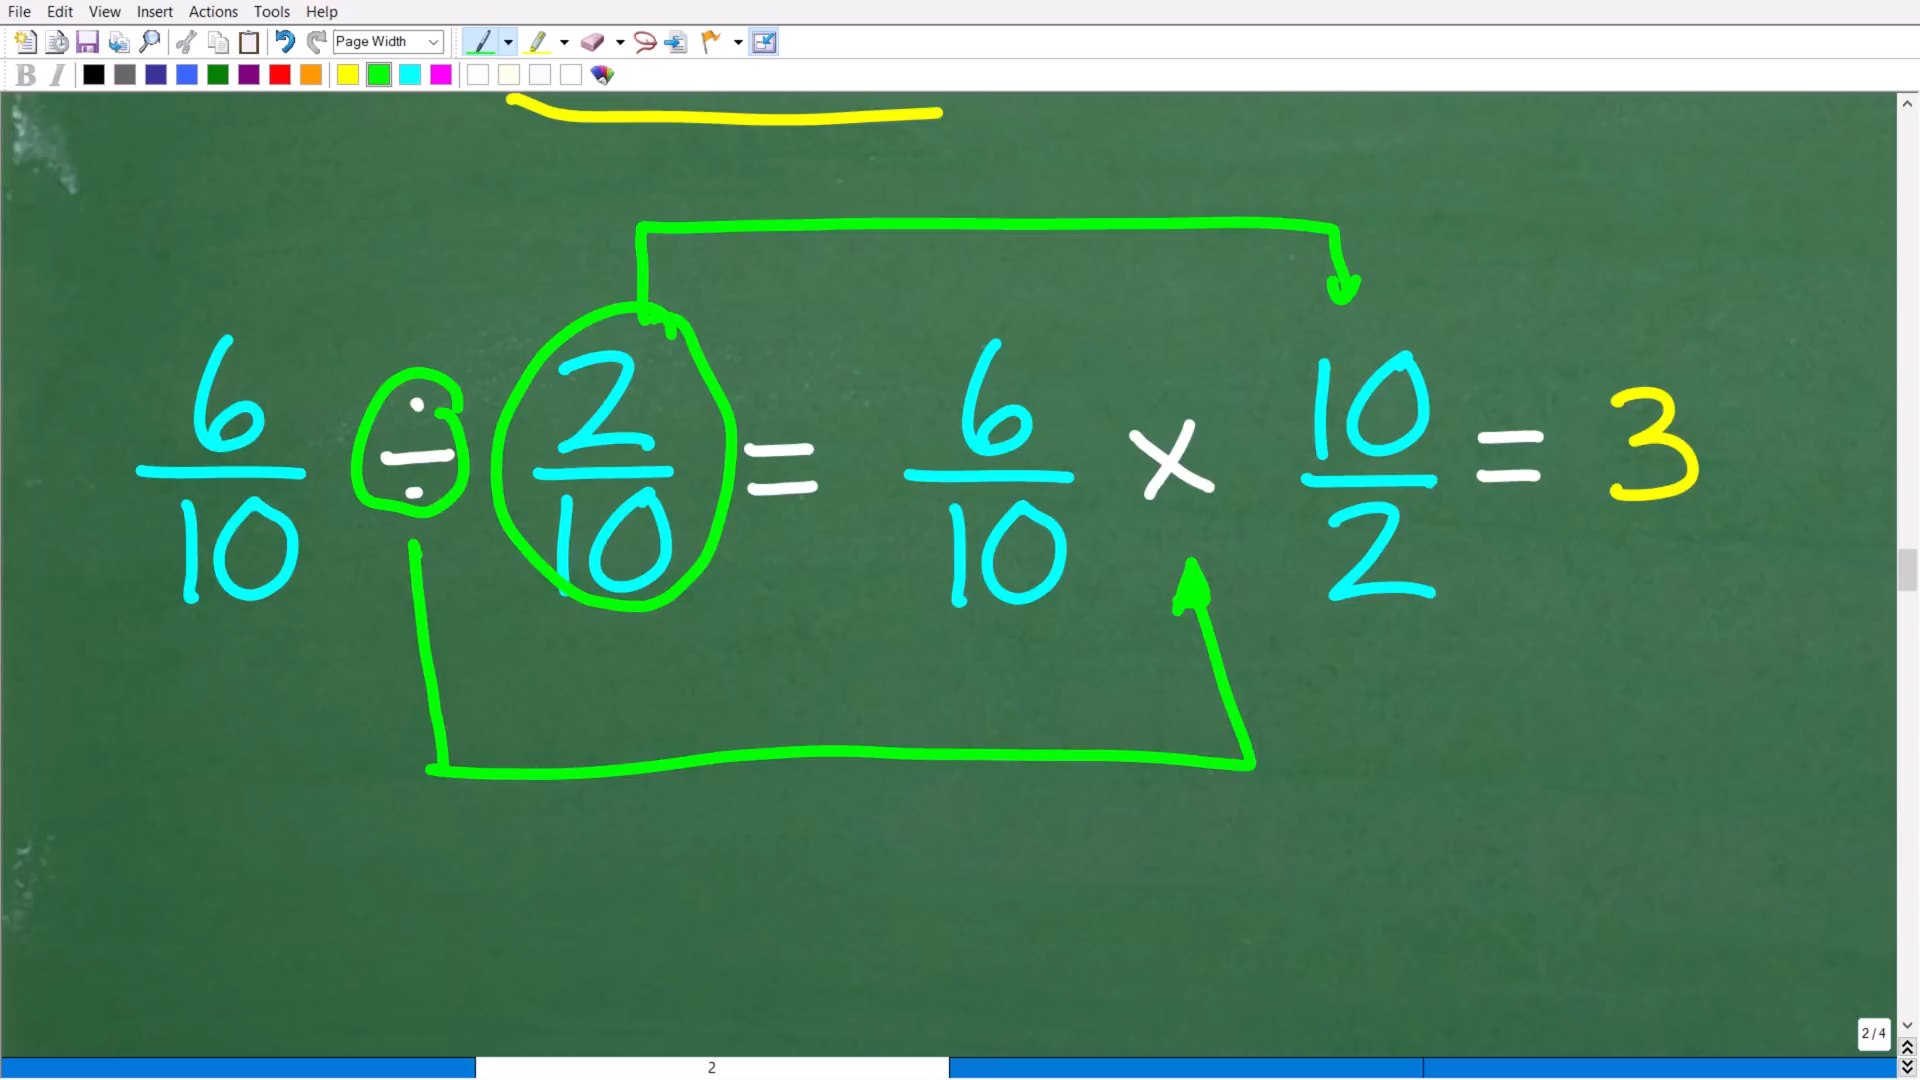 File Edit View Insert Actions Tools Help
Page Width
B I
6/10 ÷ 2/10 = 6/10 × 10/2 = 3
2/4
2